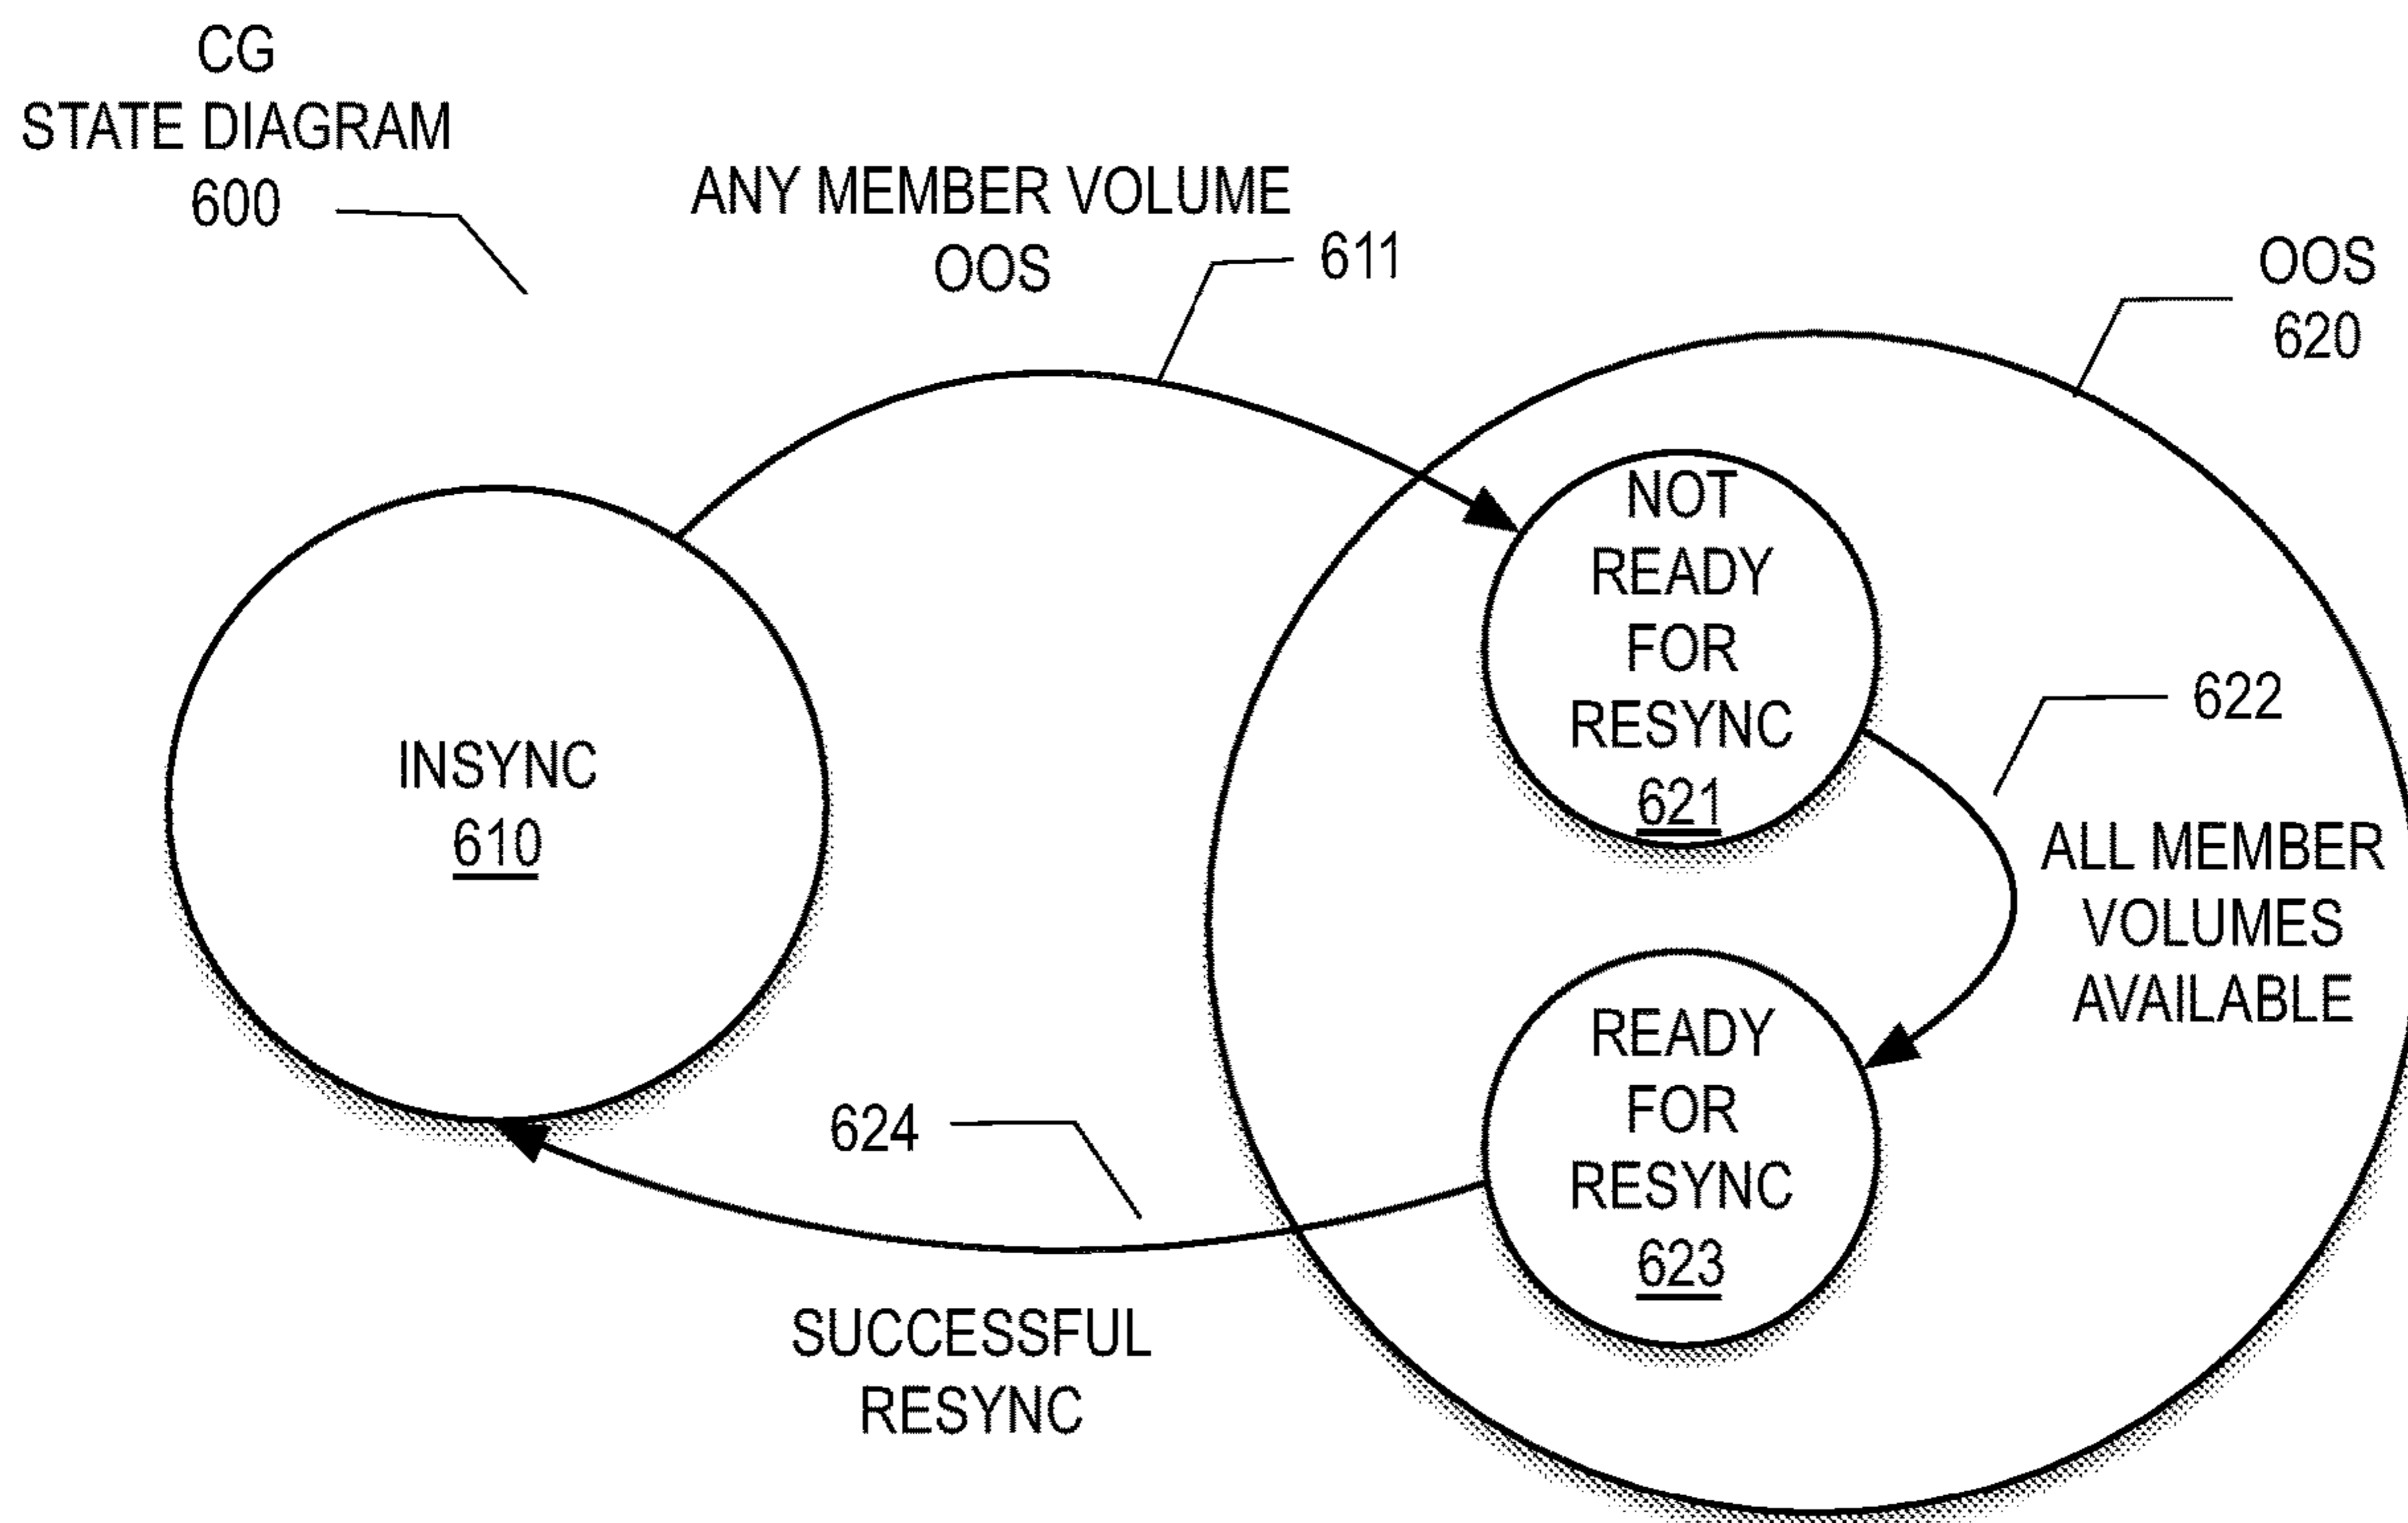 CG
STATE DIAGRAM
600
ANY MEMBER VOLUME
OOS
611
OOS
620
NOT
READY
FOR
RESYNC
621
622
INSYNC
610
ALL MEMBER
VOLUMES
AVAILABLE
READY
FOR
RESYNC
623
624
SUCCESSFUL
RESYNC